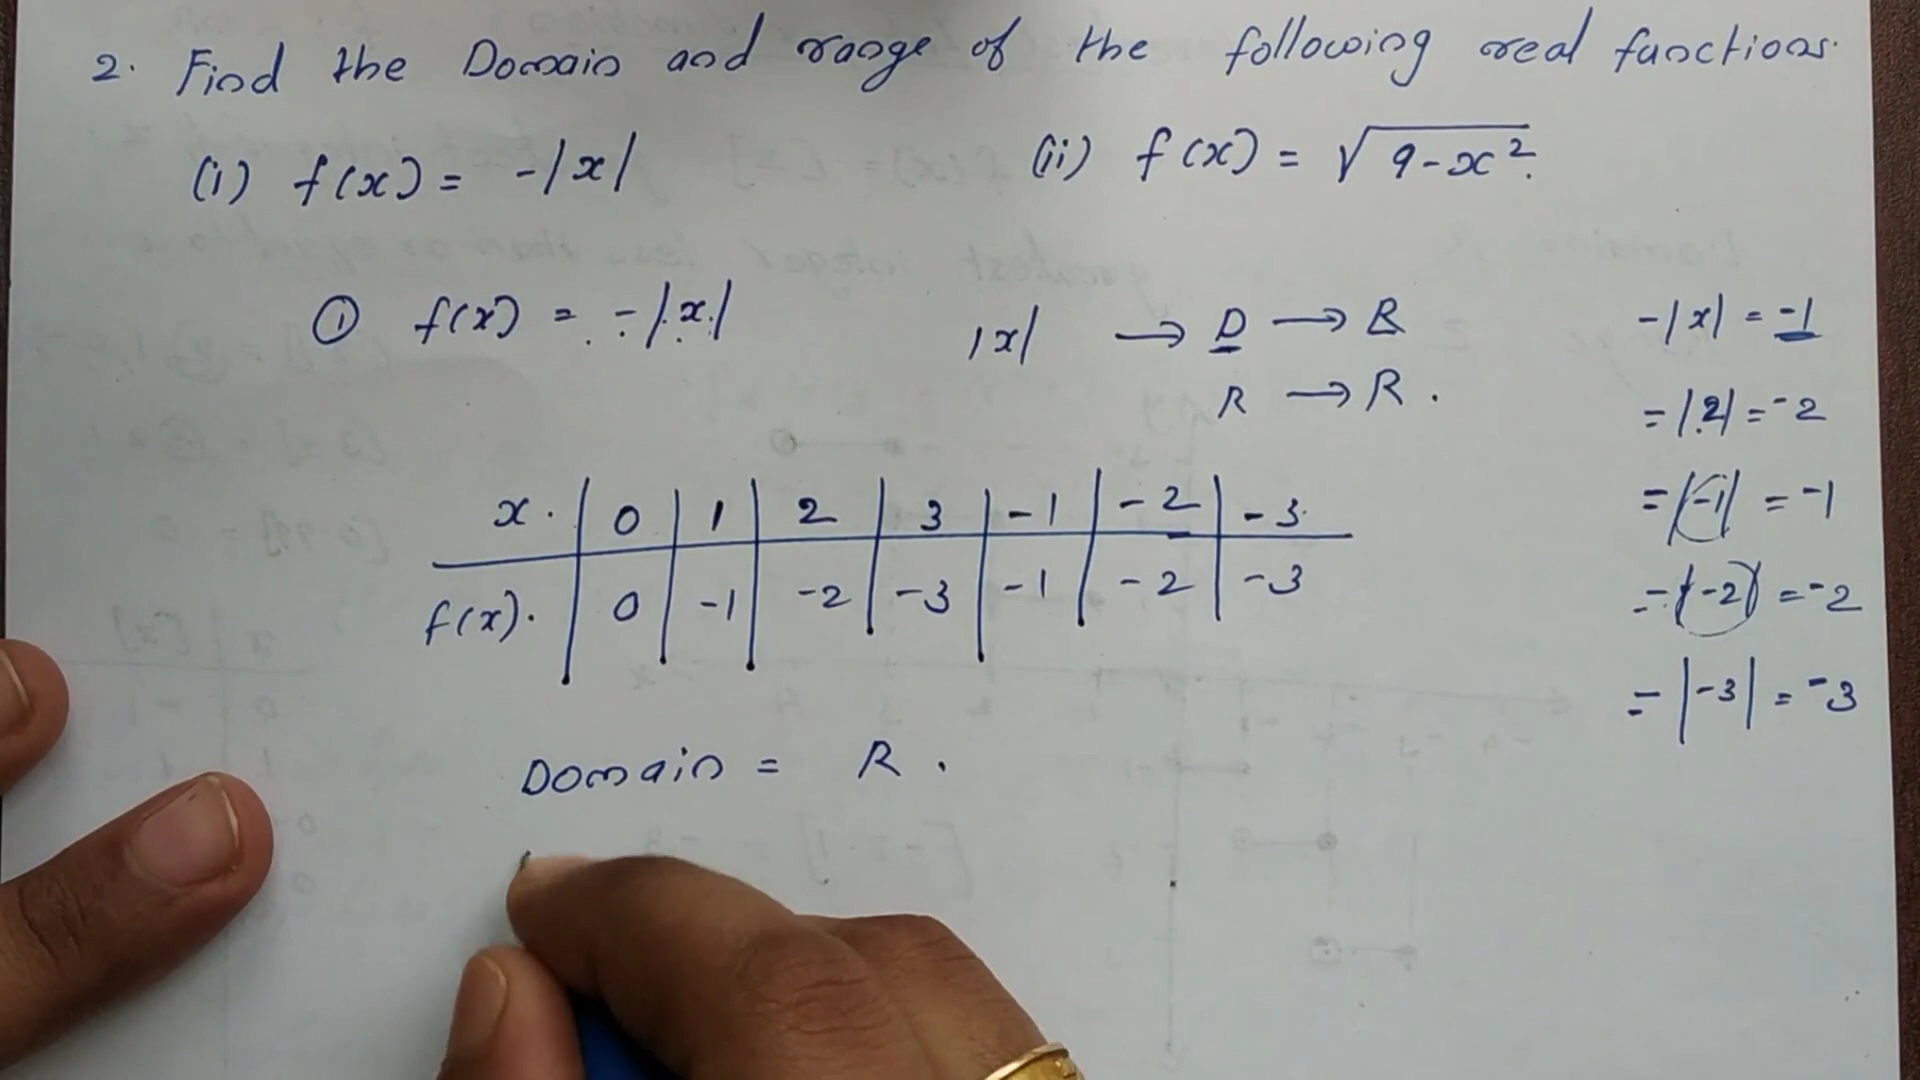 2. Find the Domain and range of the following real functions.
(i) f(x) = -|x| (ii) f(x) = √9-x².
① f(x) = -|x| |x| → D → R
R → R.
-|x| = -1
-|2| = -2
-|-1| = -1
-|-2| = -2
-|-3| = -3
x. 0 1 2 3 -1 -2 -3
f(x). 0 -1 -2 -3 -1 -2 -3
Domain = R.